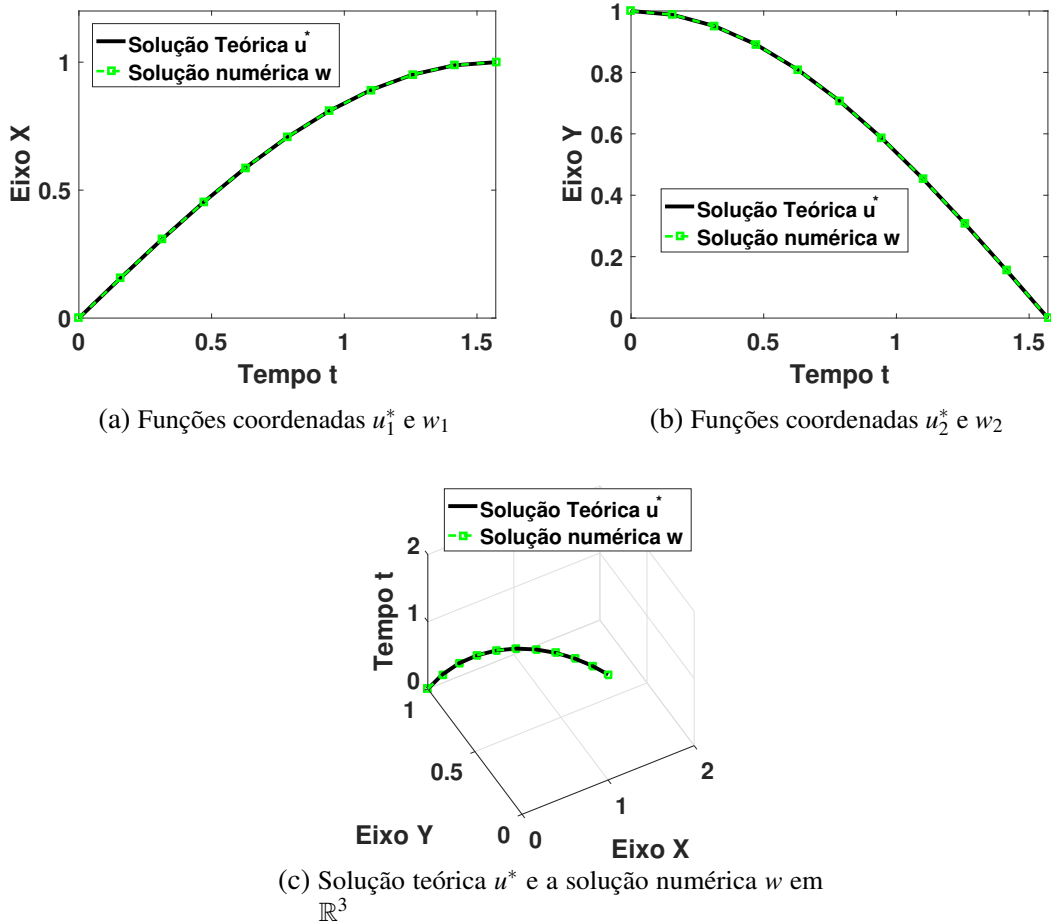 Solução Teórica u*
Solução numérica w
1
0.5
0
0 0.5 1 1.5
Eixo X
Tempo t
(a) Funções coordenadas u₁* e w₁
Solução Teórica u*
Solução numérica w
1
0.8
0.6
0.4
0.2
0
0 0.5 1 1.5
Eixo Y
Tempo t
(b) Funções coordenadas u₂* e w₂
Solução Teórica u*
Solução numérica w
2
1
0
Tempo t
1
0.5
0
Eixo Y
0
1
2
Eixo X
(c) Solução teórica u* e a solução numérica w em
ℝ³